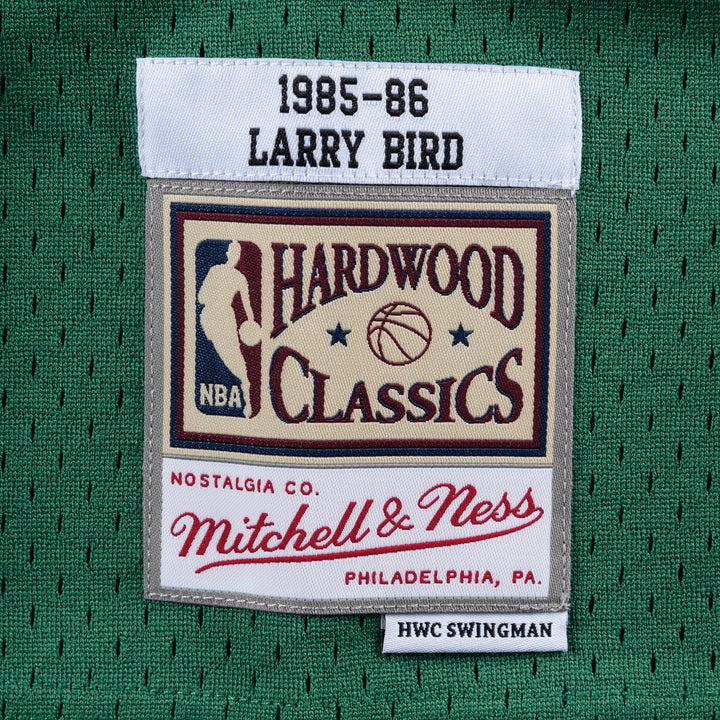 1985-86
LARRY BIRD
HARDWOOD
CLASSICS
NBA
NOSTALGIA CO.
Mitchell & Ness
PHILADELPHIA, PA.
HWC SWINGMAN